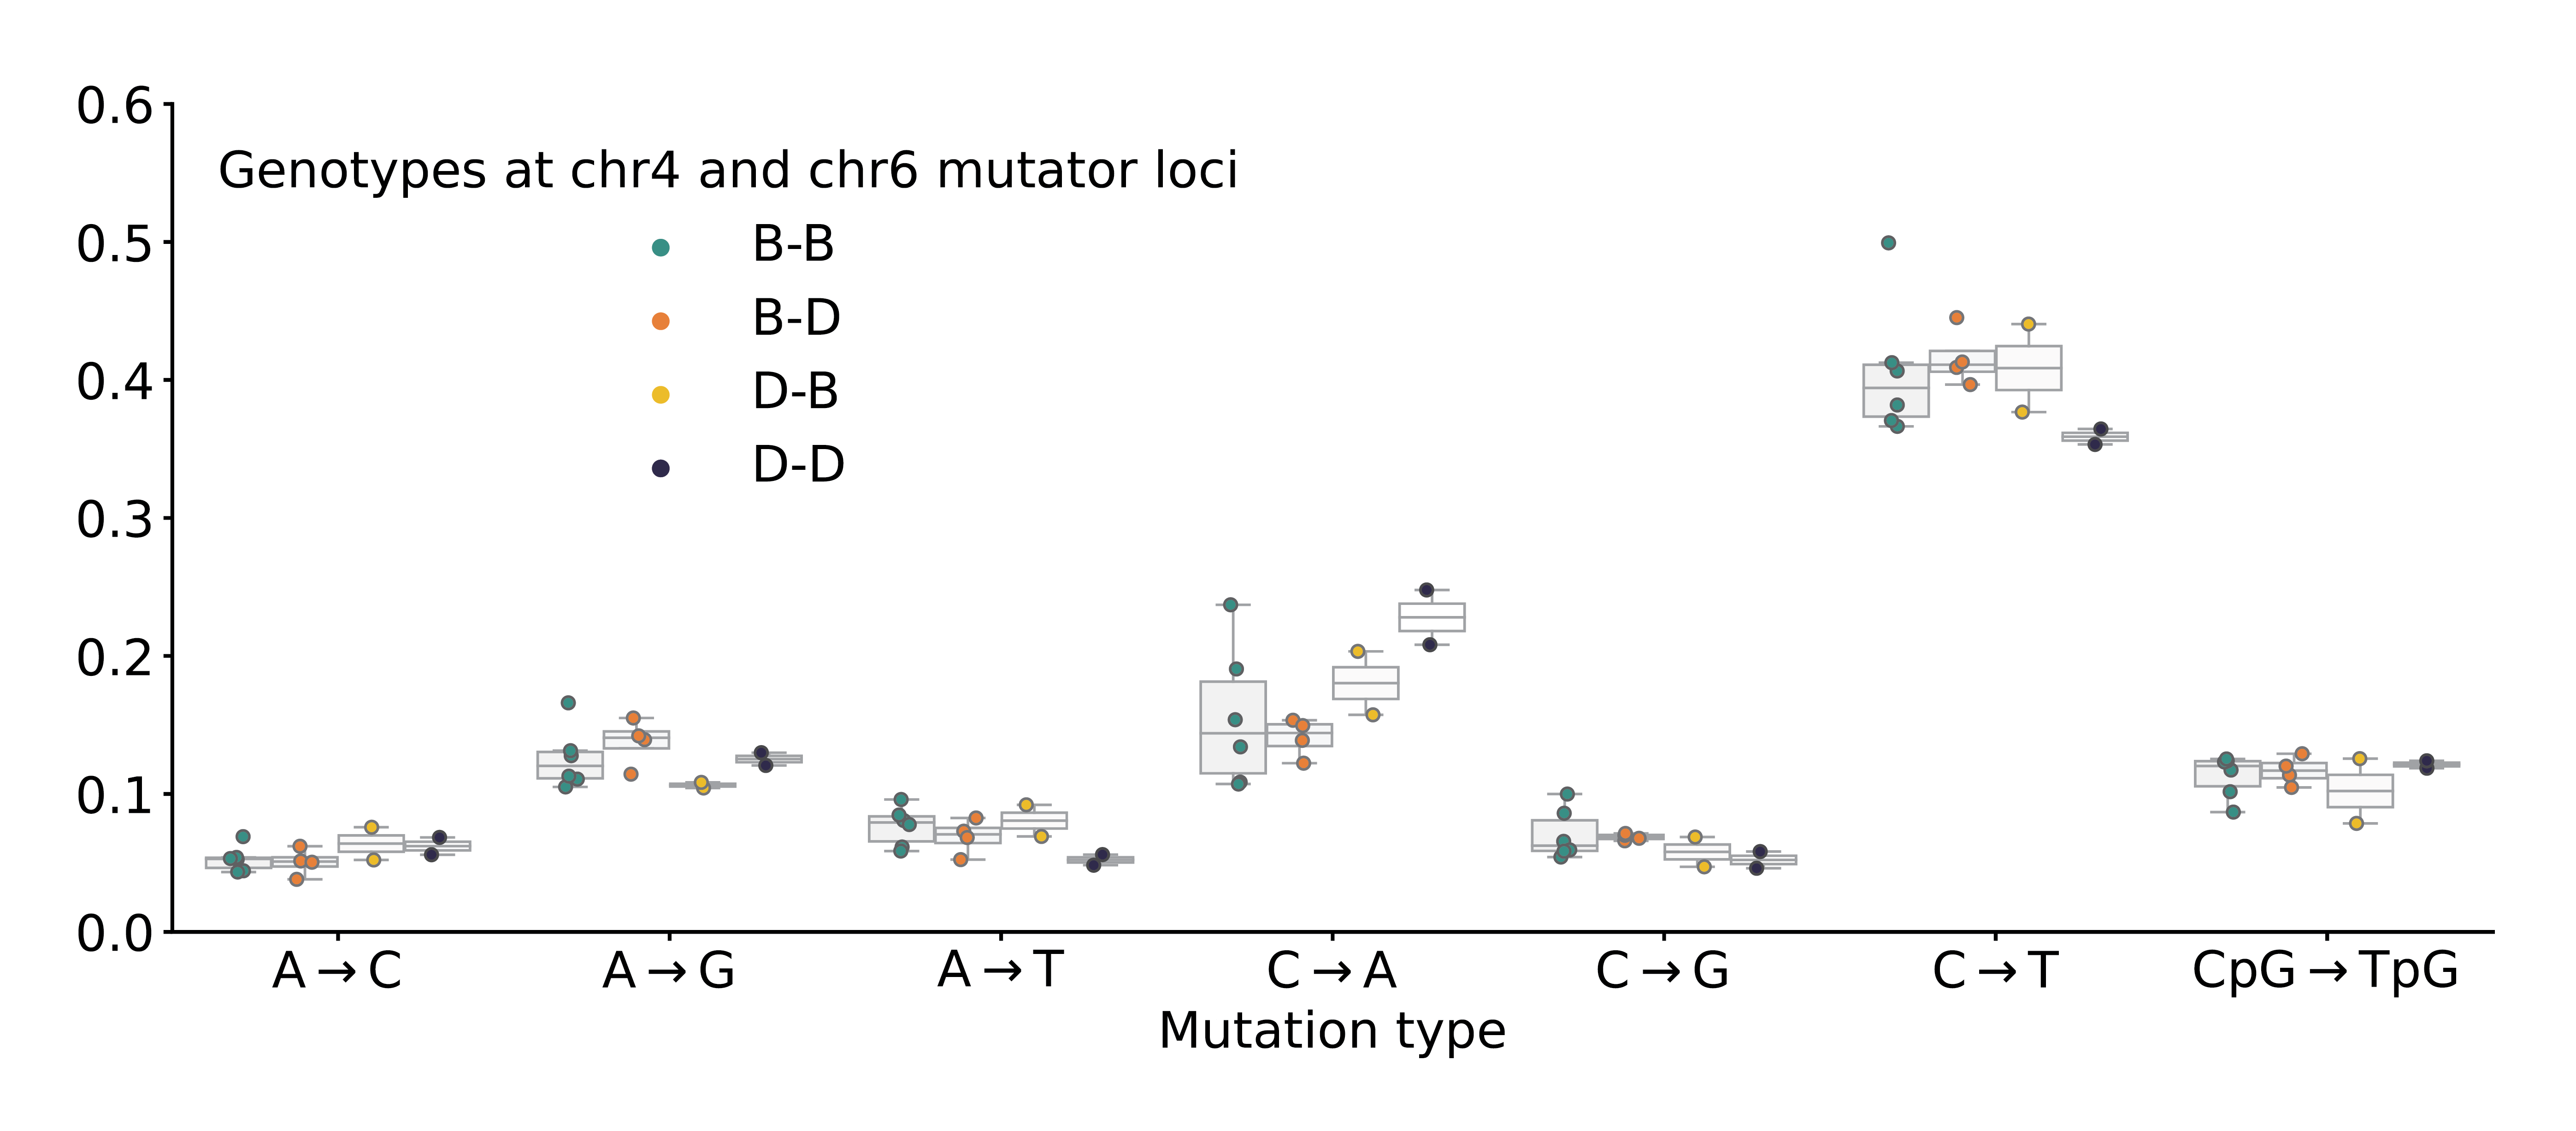 0.6
Genotypes at chr4 and chr6 mutator loci
0.5
B-B
B-D
0.4
D-B
D-D
0.3
0.2
0.1
0.0
A→C A→G A→T C→A C→G C→T CpG→TpG
Mutation type